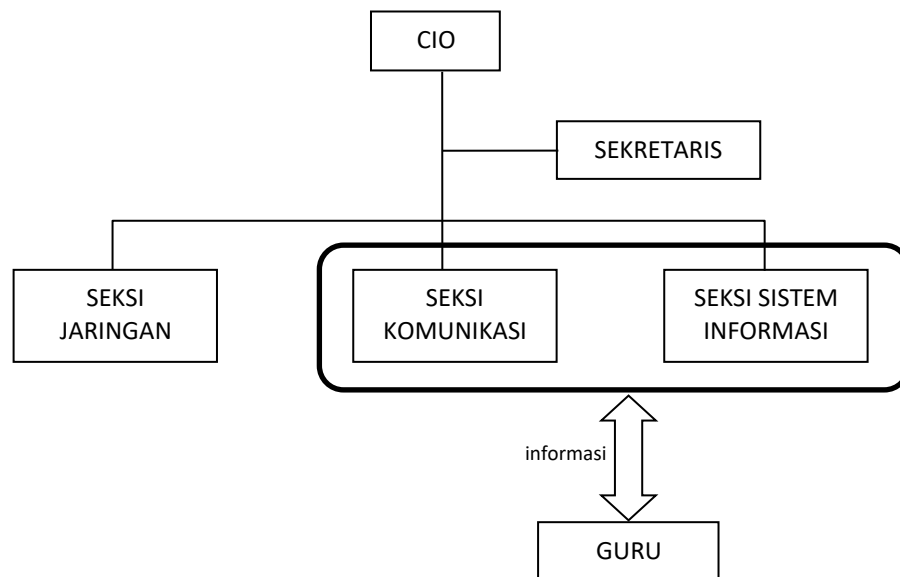 CIO
SEKRETARIS
SEKSI
JARINGAN
SEKSI
KOMUNIKASI
SEKSI SISTEM
INFORMASI
informasi
GURU